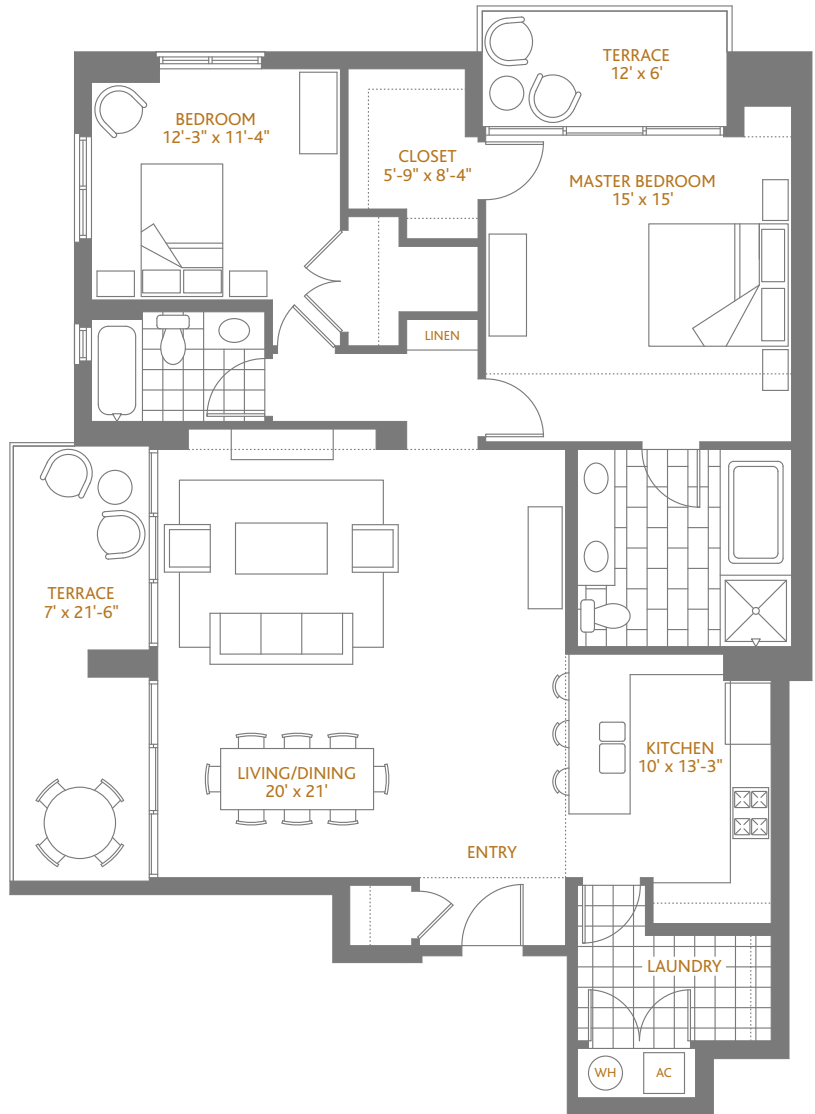 TERRACE
12' x 6'
BEDROOM
12'-3" x 11'-4"
CLOSET
5'-9" x 8'-4"
MASTER BEDROOM
15' x 15'
LINEN
TERRACE
7' x 21'-6"
LIVING/DINING
20' x 21'
KITCHEN
10' x 13'-3"
ENTRY
LAUNDRY
WH
AC